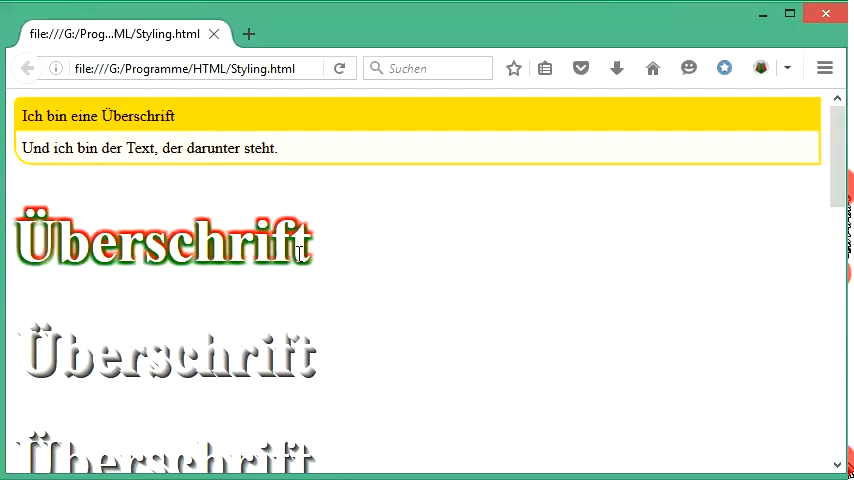 file:///G:/Prog...ML/Styling.html
file:///G:/Programme/HTML/Styling.html
Suchen
Ich bin eine Überschrift
Und ich bin der Text, der darunter steht.
Überschrift
Überschrift
Überschrift